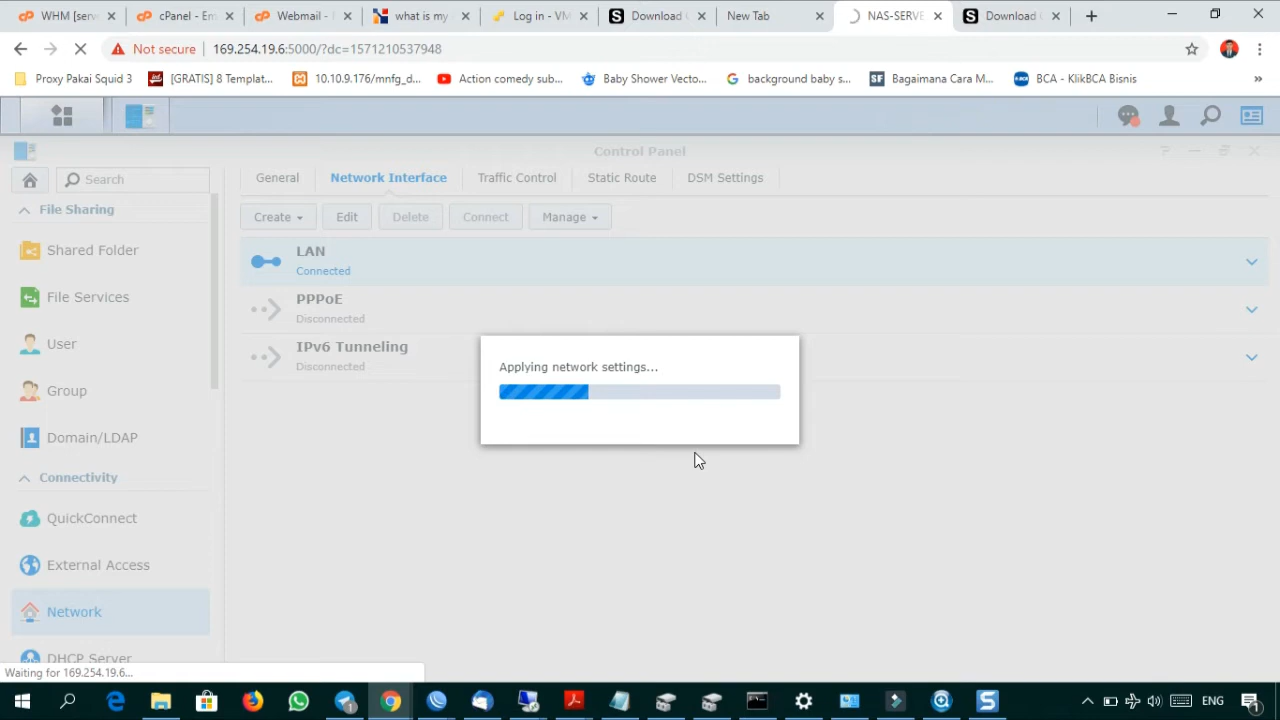 WHM [serv
cPanel - Em
Webmail -
what is my
Log in - VM
Download
New Tab
NAS-SERVE
Download
Not secure
169.254.19.6:5000/?dc=1571210537948
Proxy Pakai Squid 3
[GRATIS] 8 Templat...
10.10.9.176/mnfg_d...
Action comedy sub...
Baby Shower Vecto...
background baby s...
Bagaimana Cara M...
BCA - KlikBCA Bisnis
Control Panel
Search
General
Network Interface
Traffic Control
Static Route
DSM Settings
File Sharing
Create
Edit
Delete
Connect
Manage
Shared Folder
LAN
Connected
File Services
PPPoE
Disconnected
User
IPv6 Tunneling
Disconnected
Applying network settings...
Group
Domain/LDAP
Connectivity
QuickConnect
External Access
Network
DHCP Server
Waiting for 169.254.19.6...
ENG